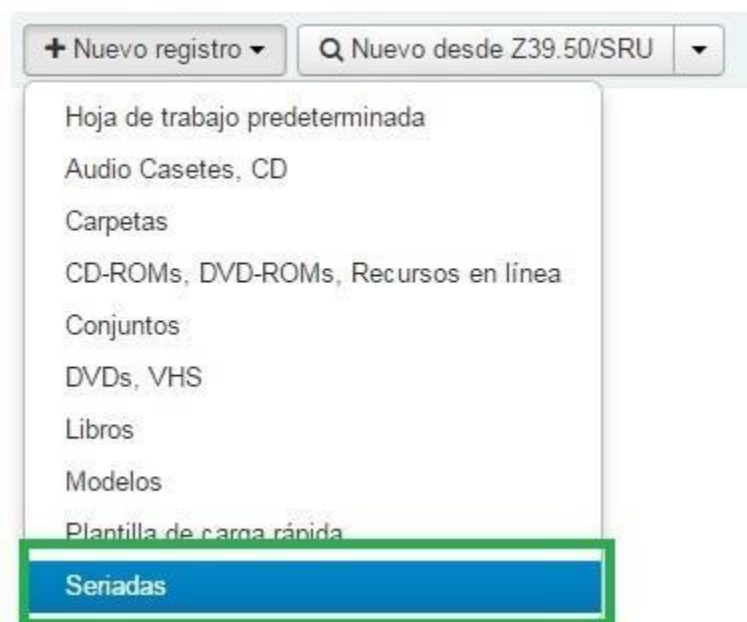 + Nuevo registro Nuevo desde Z39.50/SRU
Hoja de trabajo predeterminada
Audio Casetes, CD
Carpetas
CD-ROMs, DVD-ROMs, Recursos en línea
Conjuntos
DVDs, VHS
Libros
Modelos
Plantilla de carga rápida
Seriadas